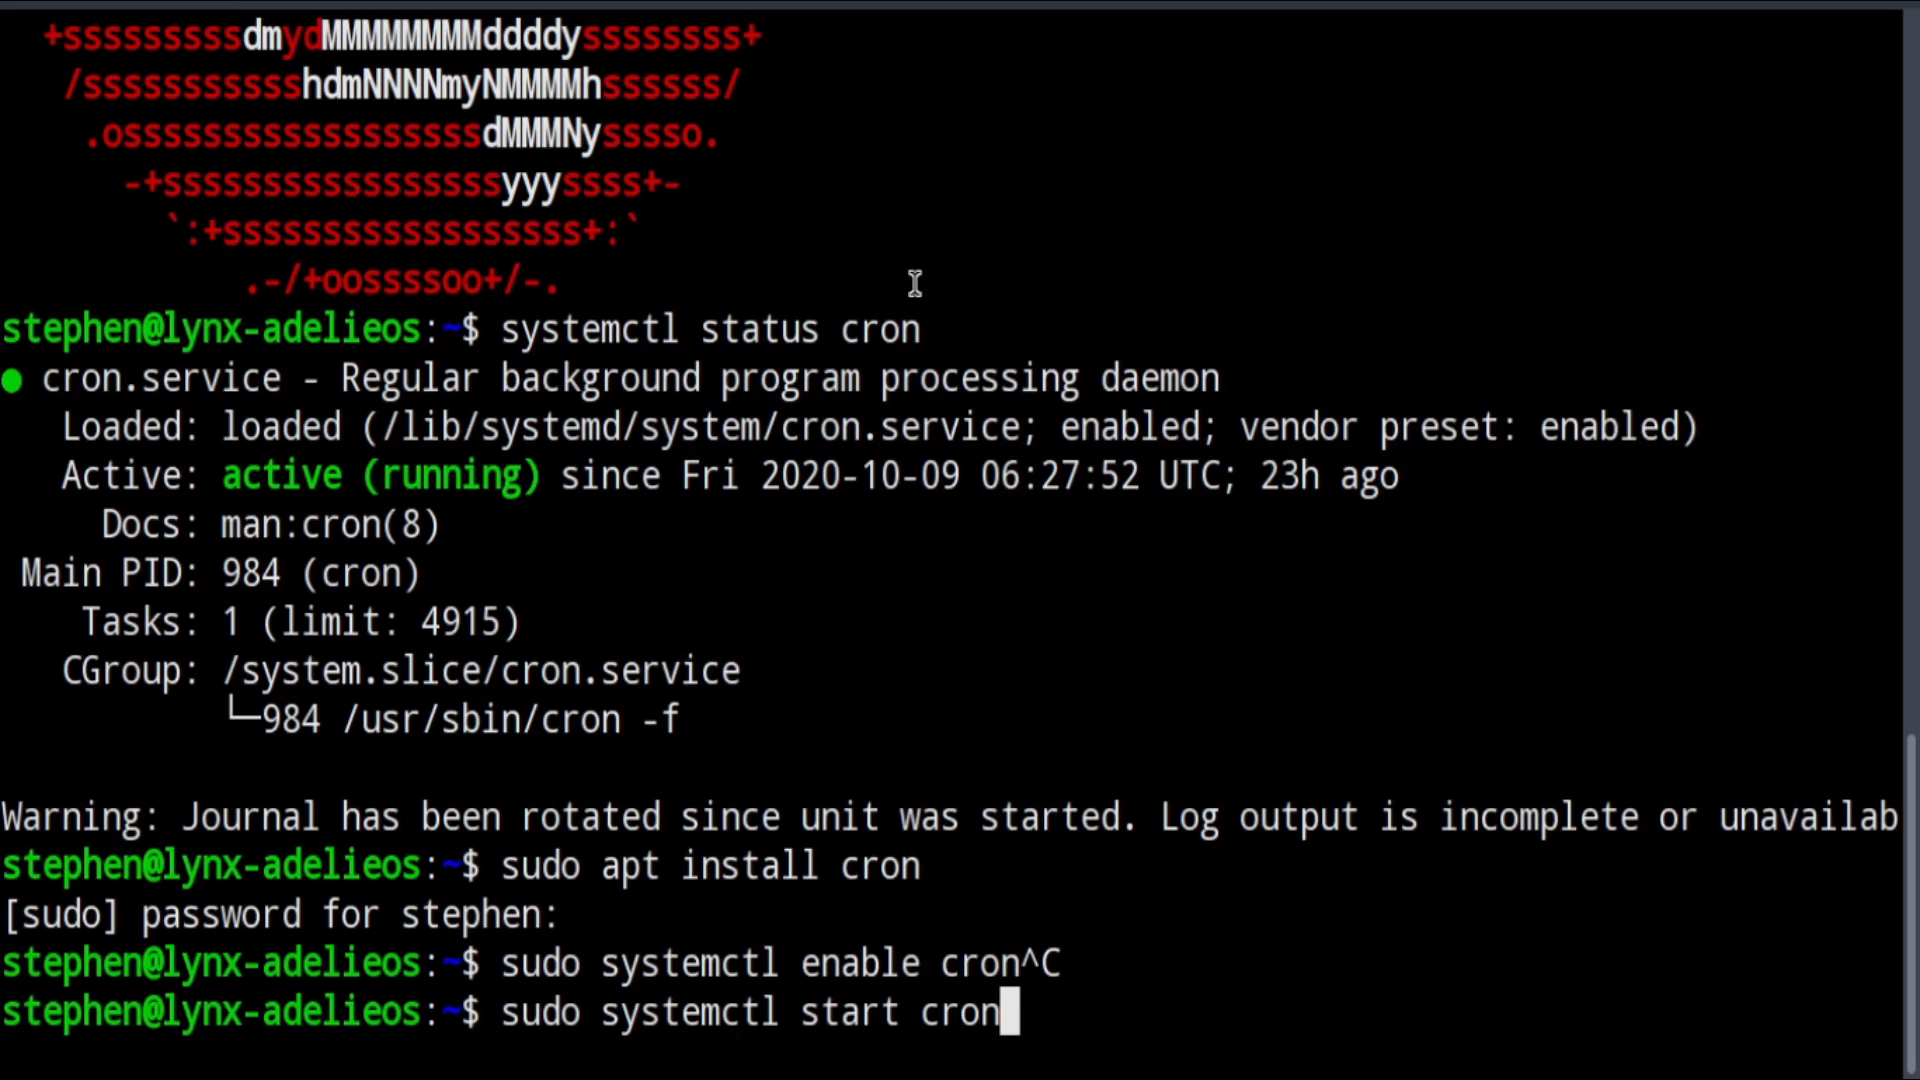 +sssssssssdmydMMMMMMMMddddyssssssss+
/ssssssssssshdmNNNNmyNMMMMhssssss/
.ossssssssssssssssssdMMMNysssso.
-+sssssssssssssssssyyyssss+-
`:+ssssssssssssssssss+:`
.-/+oossssoo+/-.
stephen@lynx-adelieos:~$ systemctl status cron
● cron.service - Regular background program processing daemon
Loaded: loaded (/lib/systemd/system/cron.service; enabled; vendor preset: enabled)
Active: active (running) since Fri 2020-10-09 06:27:52 UTC; 23h ago
Docs: man:cron(8)
Main PID: 984 (cron)
Tasks: 1 (limit: 4915)
CGroup: /system.slice/cron.service
└─984 /usr/sbin/cron -f
Warning: Journal has been rotated since unit was started. Log output is incomplete or unavailab
stephen@lynx-adelieos:~$ sudo apt install cron
[sudo] password for stephen:
stephen@lynx-adelieos:~$ sudo systemctl enable cron^C
stephen@lynx-adelieos:~$ sudo systemctl start cron